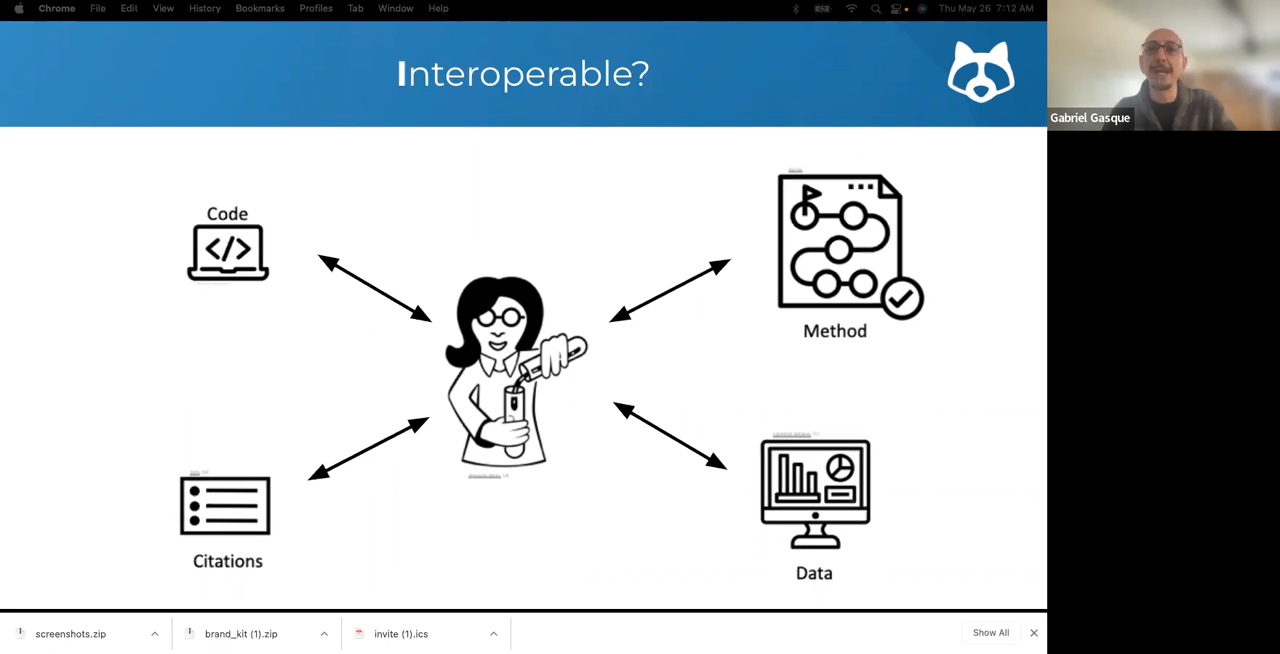 Chrome File Edit View History Bookmarks Profiles Tab Window Help Thu May 26 7:12 AM
Interoperable?
Gabriel Gasque
Code
</>
Method
Citations
Data
screenshots.zip
brand_kit (1).zip
invite (1).ics
Show All